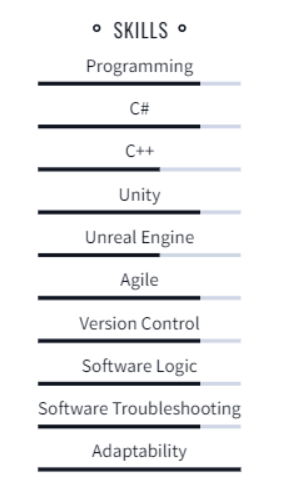 SKILLS
Programming
C#
C++
Unity
Unreal Engine
Agile
Version Control
Software Logic
Software Troubleshooting
Adaptability